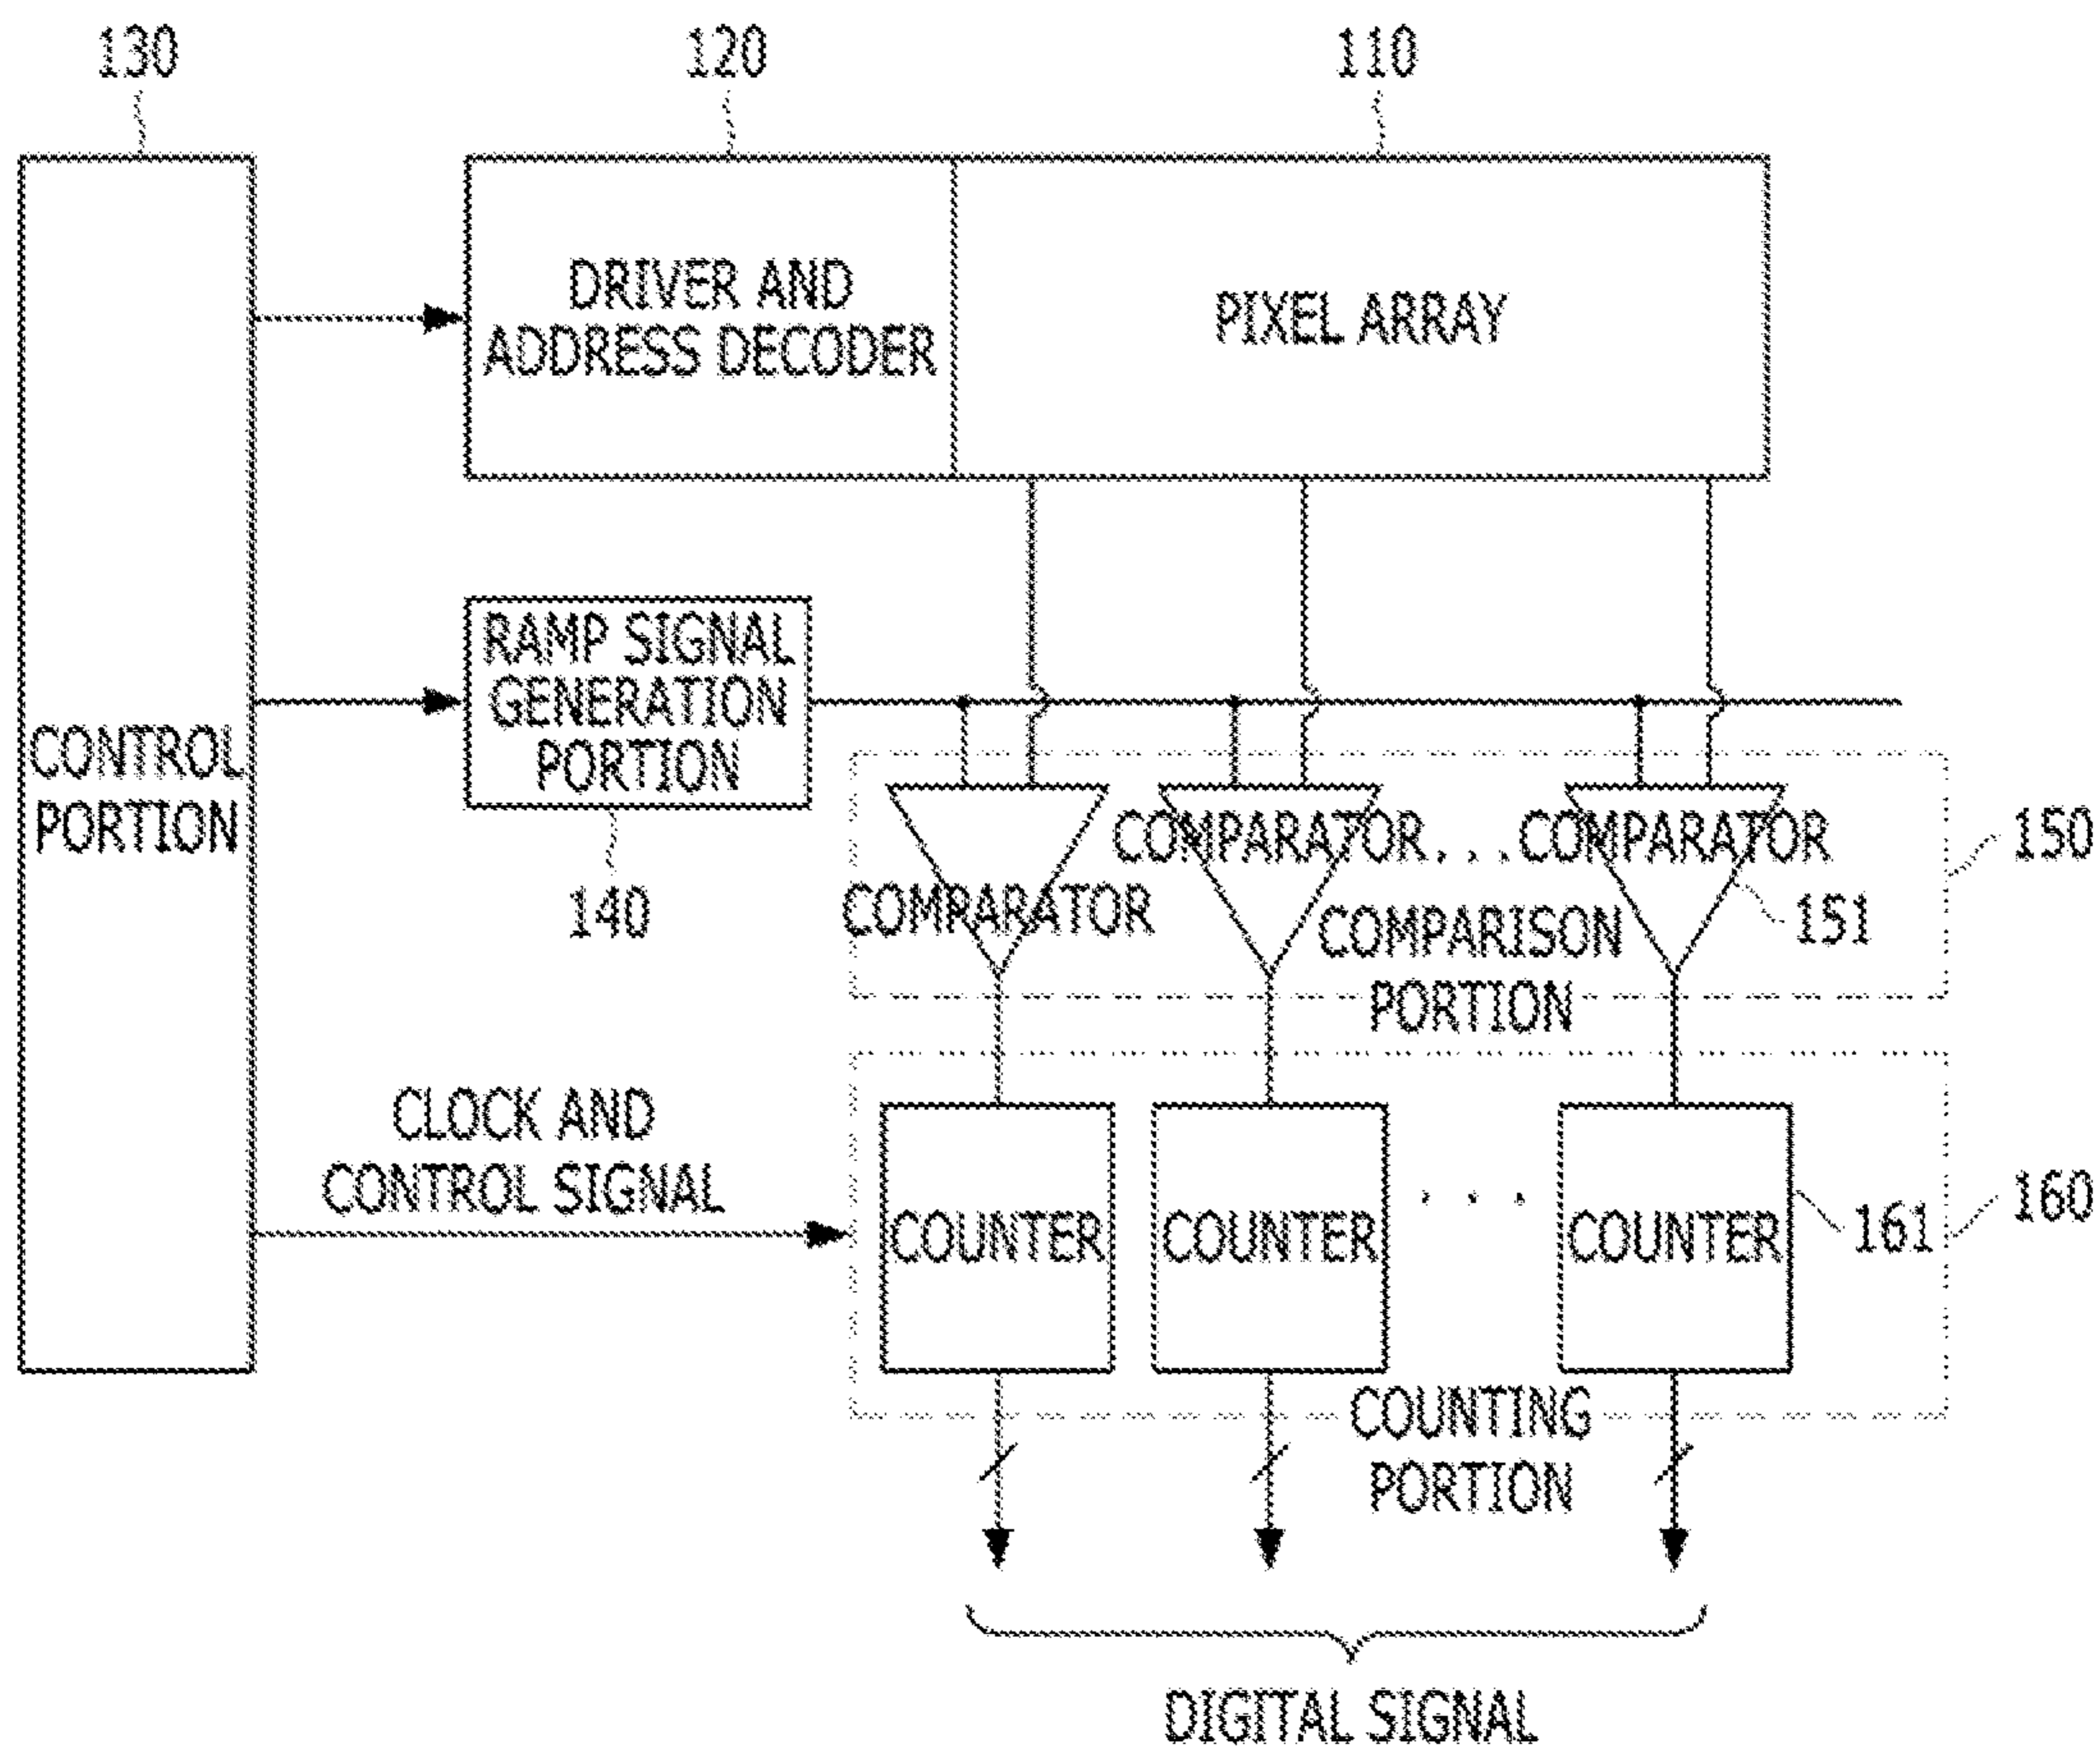 130
120
110
DRIVER AND
ADDRESS DECODER
PIXEL ARRAY
RAMP SIGNAL
GENERATION
PORTION
140
CONTROL
PORTION
COMPARATOR
COMPARATOR...COMPARATOR
150
151
COMPARISON
PORTION
CLOCK AND
CONTROL SIGNAL
COUNTER
COUNTER
. . .
COUNTER
161
160
COUNTING
PORTION
DIGITAL SIGNAL